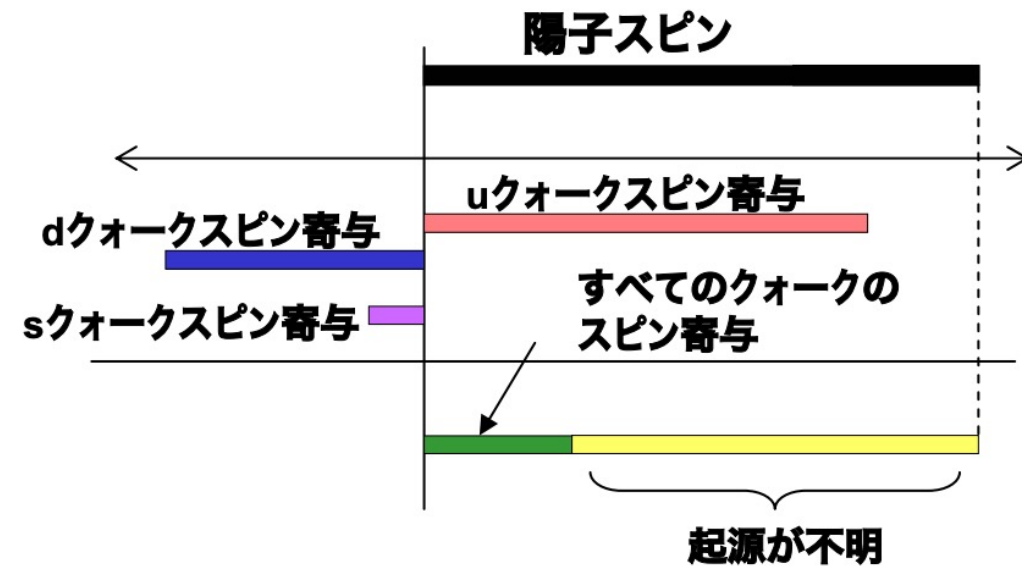 陽子スピン
uクォークスピン寄与
dクォークスピン寄与
sクォークスピン寄与
すべてのクォークの
スピン寄与
起源が不明